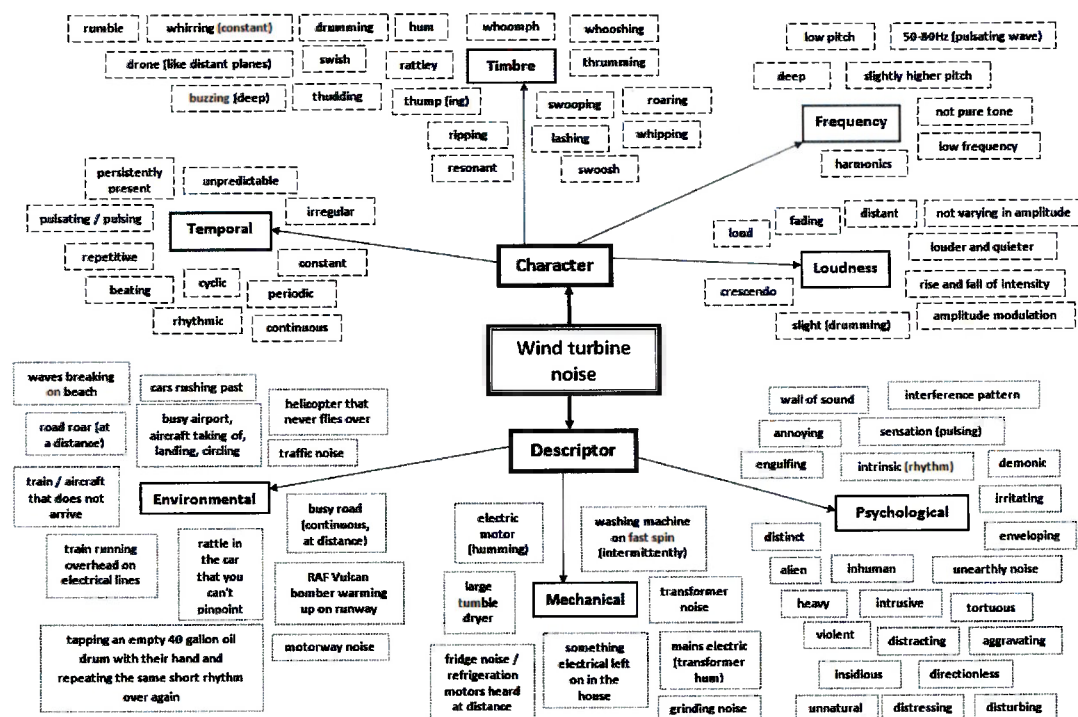 rumble
whirring (constant)
drumming
hum
whoomph
whooshing
drone (like distant planes)
swish
rattley
Timbre
thrumming
buzzing (deep)
thudding
thump (ing)
swooping
roaring
ripping
lashing
whipping
resonant
swoosh
low pitch
50-80Hz (pulsating wave)
deep
slightly higher pitch
Frequency
not pure tone
low frequency
harmonics
persistently
present
unpredictable
pulsating / pulsing
Temporal
irregular
repetitive
constant
beating
cyclic
periodic
rhythmic
continuous
Character
loud
fading
distant
not varying in amplitude
louder and quieter
Loudness
crescendo
rise and fall of intensity
slight (drumming)
amplitude modulation
Wind turbine
noise
waves breaking
on beach
cars rushing past
helicopter that
never flies over
road roar (at
a distance)
busy airport,
aircraft taking of,
landing, circling
traffic noise
Descriptor
train / aircraft
that does not
arrive
Environmental
busy road
(continuous,
at distance)
train running
overhead on
electrical lines
rattle in
the car
that you
can't
pinpoint
RAF Vulcan
bomber warming
up on runway
tapping an empty 40 gallon oil
drum with their hand and
repeating the same short rhythm
over again
motorway noise
electric
motor
(humming)
washing machine
on fast spin
(intermittently)
large
tumble
dryer
Mechanical
transformer
noise
fridge noise /
refrigeration
motors heard
at distance
something
electrical left
on in the
house
mains electric
(transformer
hum)
grinding noise
wall of sound
interference pattern
annoying
sensation (pulsing)
engulfing
intrinsic (rhythm)
demonic
irritating
Psychological
distinct
enveloping
alien
inhuman
unearthly noise
heavy
intrusive
tortuous
violent
distracting
aggravating
insidious
directionless
unnatural
distressing
disturbing